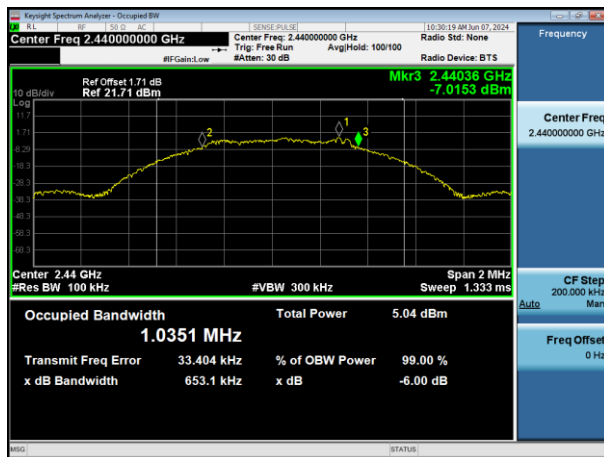 Keysight Spectrum Analyzer - Occupied BW
RL RF 50 Ω AC SENSE:PULSE 10:30:19 AM Jun 07, 2024
Center Freq 2.440000000 GHz Center Freq: 2.440000000 GHz Radio Std: None
Trig: Free Run Avg|Hold: 100/100
#IFGain:Low #Atten: 30 dB Radio Device: BTS
Frequency
Mkr3 2.44036 GHz
-7.0153 dBm
Ref Offset 1.71 dB
10 dB/div Ref 21.71 dBm
Log
11.7
1.71
-8.29
-18.3
-28.3
-38.3
-48.3
-58.3
-68.3
2
1
3
Center 2.44 GHz Span 2 MHz
#Res BW 100 kHz #VBW 300 kHz Sweep 1.333 ms
Occupied Bandwidth Total Power 5.04 dBm
1.0351 MHz
Transmit Freq Error 33.404 kHz % of OBW Power 99.00 %
x dB Bandwidth 653.1 kHz x dB -6.00 dB
Center Freq
2.440000000 GHz
CF Step
200.000 kHz
Auto Man
Freq Offset
0 Hz
MSG STATUS